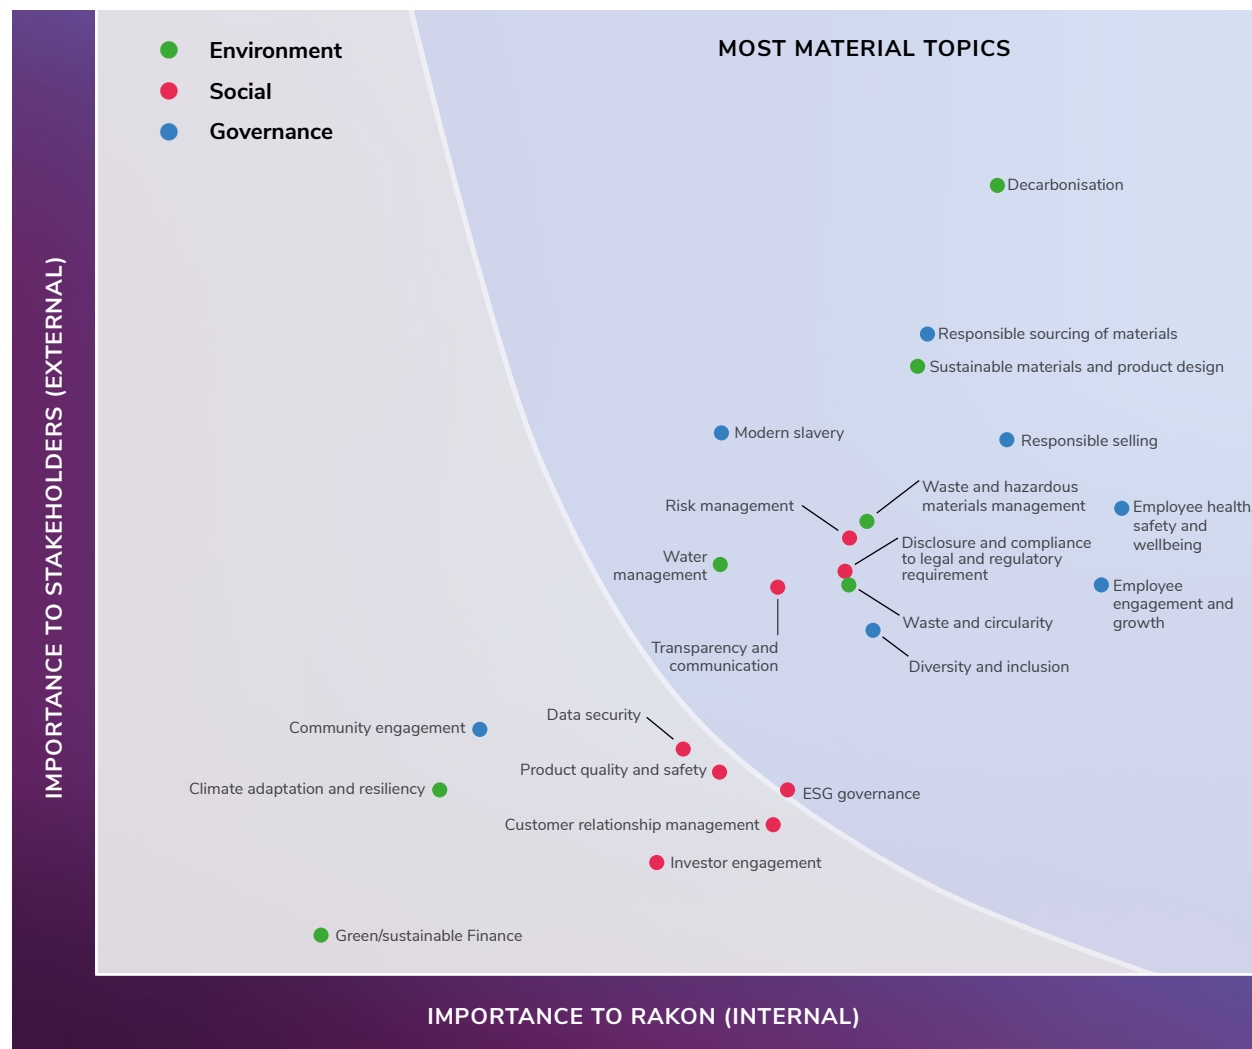 Environment
Social
Governance
MOST MATERIAL TOPICS
IMPORTANCE TO STAKEHOLDERS (EXTERNAL)
Decarbonisation
Responsible sourcing of materials
Sustainable materials and product design
Modern slavery
Responsible selling
Waste and hazardous
materials management
Risk management
Employee health,
safety and
wellbeing
Disclosure and compliance
to legal and regulatory
requirement
Water
management
Employee
engagement and
growth
Waste and circularity
Transparency and
communication
Diversity and inclusion
Data security
Community engagement
Product quality and safety
Climate adaptation and resiliency
ESG governance
Customer relationship management
Investor engagement
Green/sustainable Finance
IMPORTANCE TO RAKON (INTERNAL)